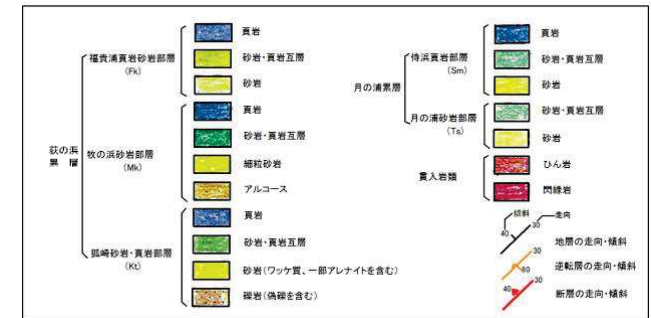 福貴浦頁岩砂岩部層
(Fk)
頁岩
砂岩・頁岩互層
砂岩
荻の浜
累層
牧の浜砂岩部層
(Mk)
頁岩
砂岩・頁岩互層
細粒砂岩
アルコース
狐崎砂岩・頁岩部層
(Kt)
頁岩
砂岩・頁岩互層
砂岩(ワッケ質、一部アレナイトを含む)
礫岩(偽礫を含む)
月の浦累層
侍浜頁岩部層
(Sm)
頁岩
砂岩・頁岩互層
砂岩
月の浦砂岩部層
(Ts)
砂岩・頁岩互層
砂岩
貫入岩類
ひん岩
閃緑岩
傾斜
走向
40
30
地層の走向・傾斜
30
60
逆転層の走向・傾斜
40
30
断層の走向・傾斜